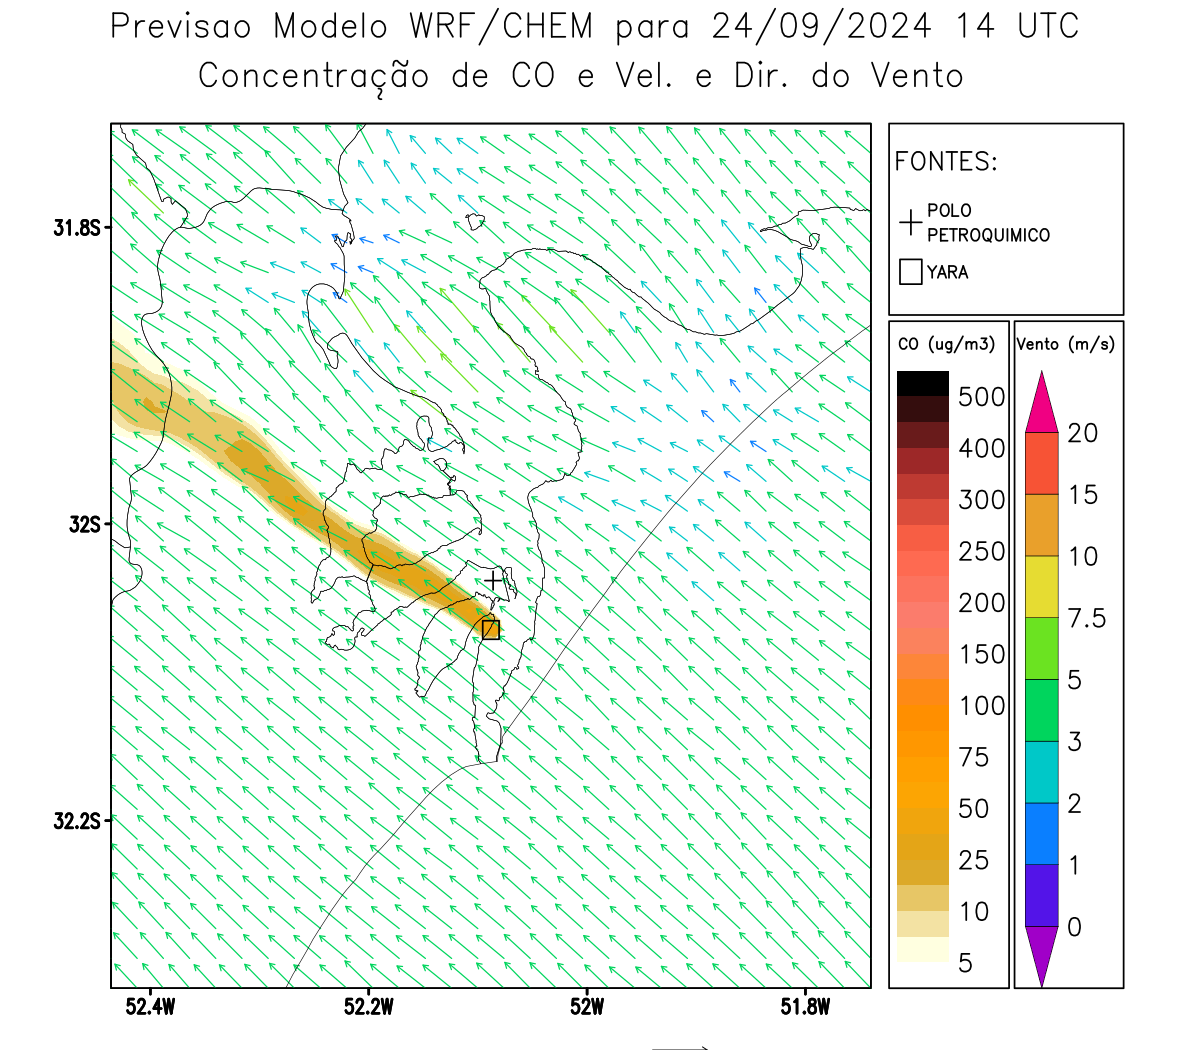 Previsao Modelo WRF/CHEM para 24/09/2024 14 UTC
Concentração de CO e Vel. e Dir. do Vento
FONTES:
POLO
PETROQUIMICO
YARA
31.8S
32S
32.2S
52.4W
52.2W
52W
51.8W
CO (ug/m3)
500
400
300
250
200
150
100
75
50
25
10
5
Vento (m/s)
20
15
10
7.5
5
3
2
1
0